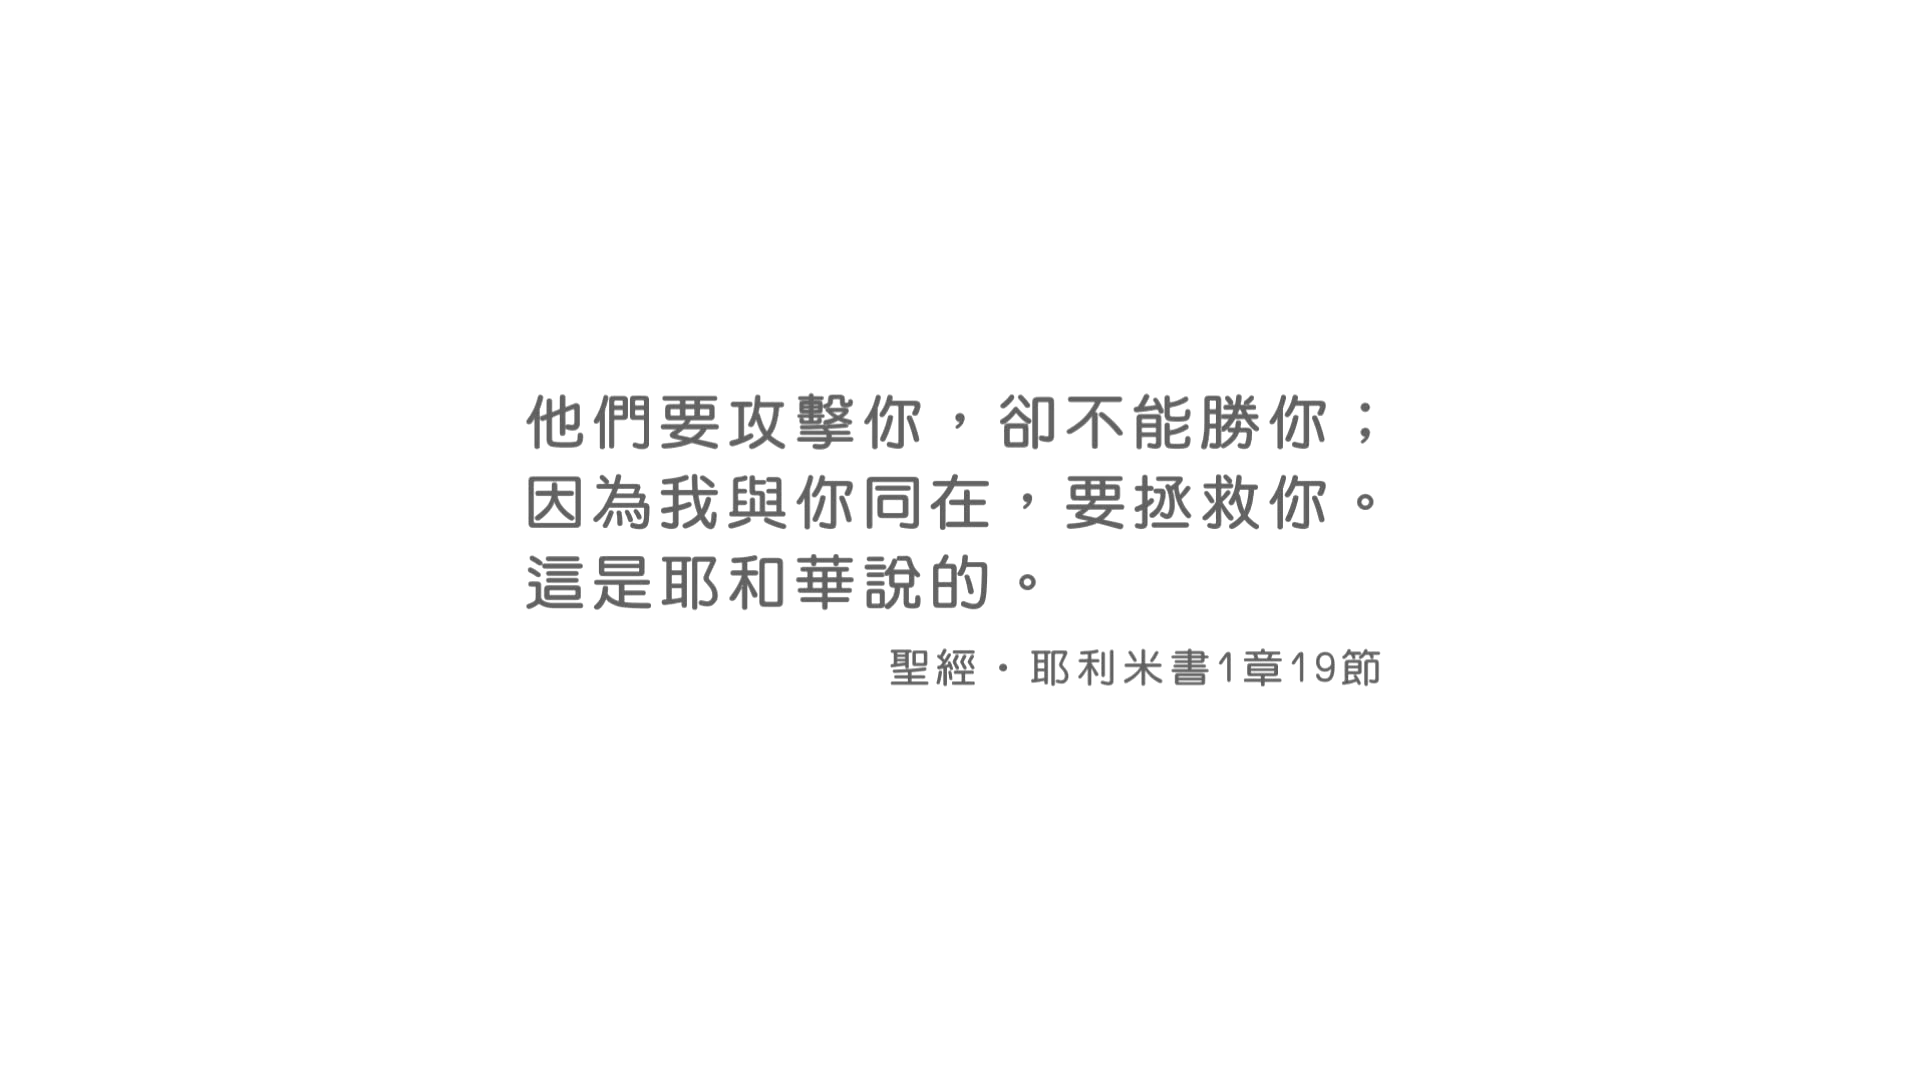 他們要攻擊你，卻不能勝你；
因為我與你同在，要拯救你。
這是耶和華說的。
聖經・耶利米書1章19節